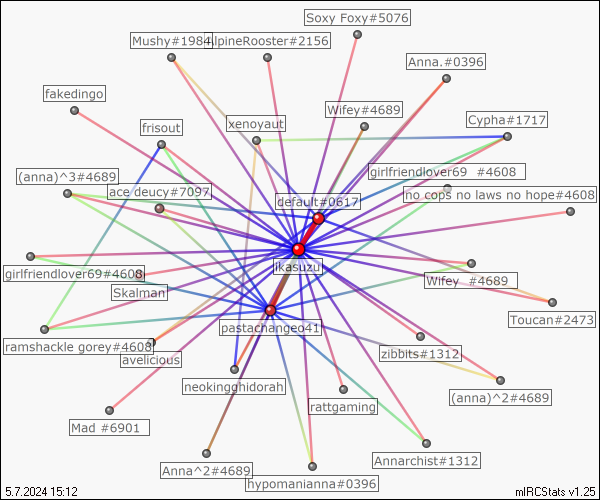 Soxy Foxy#5076
Mushy#1984
AlpineRooster#2156
Anna.#0396
fakedingo
Wifey#4689
xenoyaut
Cypha#1717
frisout
(anna)^3#4689
girlfriendlover69 #4608
ace deucy#7097
no cops no laws no hope#4608
default#0617
ikasuzu
girlfriendlover69#4608
Wifey #4689
Skalman
Toucan#2473
pastachangeo41
ramshackle gorey#4608
zibbits#1312
avelicious
neokingghidorah
(anna)^2#4689
rattgaming
Mad #6901
Annarchist#1312
Anna^2#4689
hypomanianna#0396
5.7.2024 15:12
mIRCStats v1.25